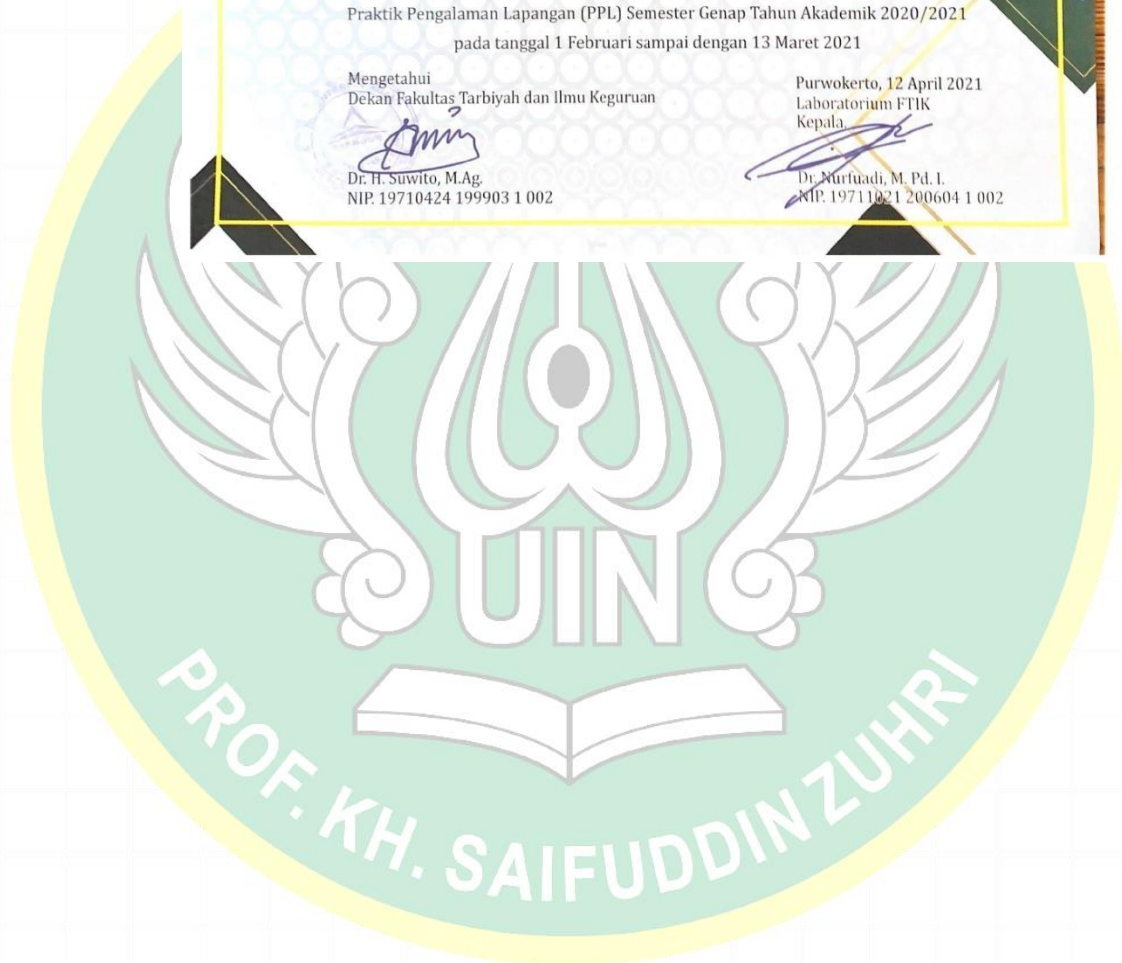 Praktik Pengalaman Lapangan (PPL) Semester Genap Tahun Akademik 2020/2021
pada tanggal 1 Februari sampai dengan 13 Maret 2021
Mengetahui
Dekan Fakultas Tarbiyah dan Ilmu Keguruan
Dr. H. Suwito, M.Ag.
NIP. 19710424 199903 1 002
Purwokerto, 12 April 2021
Laboratorium FTIK
Kepala,
Dr. Nurfuadi, M. Pd. I.
NIP. 19711021 200604 1 002
UIN
PROF. KH. SAIFUDDIN ZUHRI